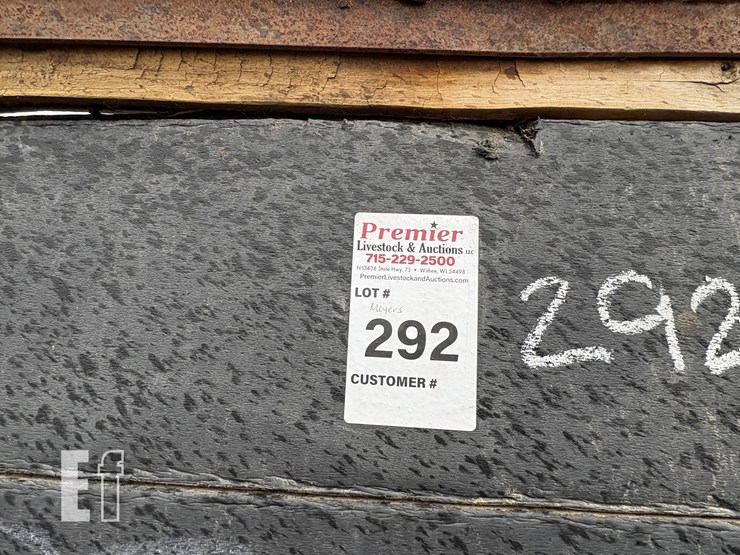 Premier
Livestock & Auctions LLC
715-229-2500
N13438 State Hwy. 73 • Withee, WI 54498
PremierLivestockandAuctions.com
LOT #
Meyers
292
CUSTOMER #
292
Ef